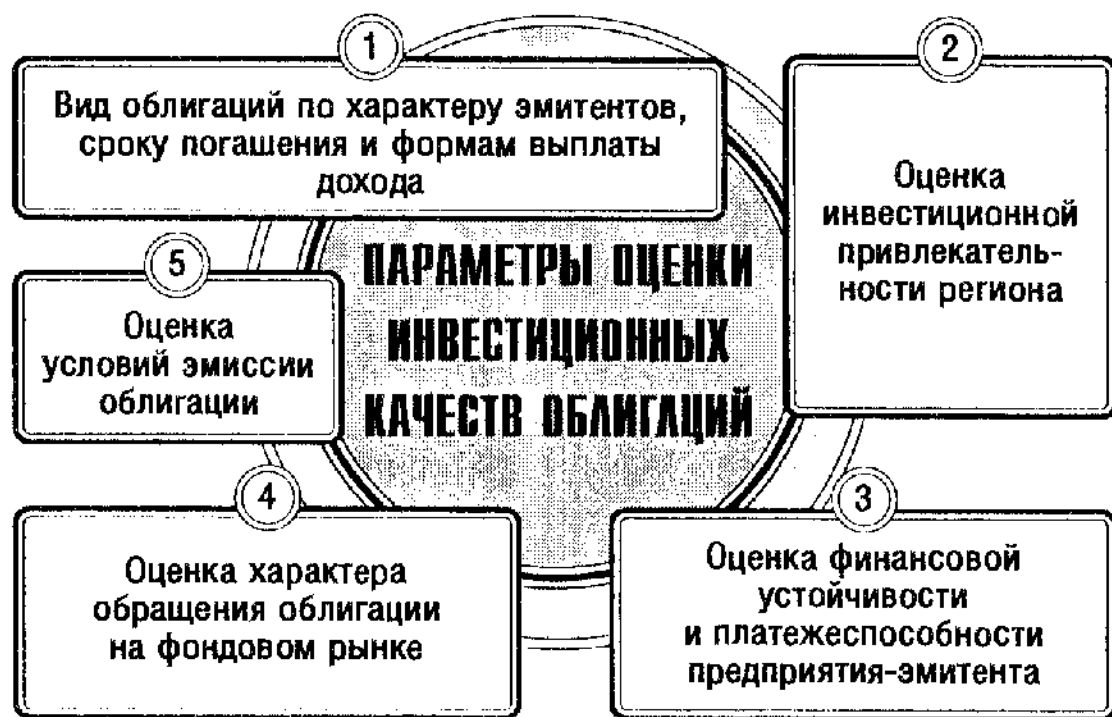 1
Вид облигаций по характеру эмитентов,
сроку погашения и формам выплаты
дохода
2
Оценка
инвестиционной
привлекатель-
ности региона
ПАРАМЕТРЫ ОЦЕНКИ
ИНВЕСТИЦИОННЫХ
КАЧЕСТВ ОБЛИГАЦИЙ
5
Оценка
условий эмиссии
облигации
4
Оценка характера
обращения облигации
на фондовом рынке
3
Оценка финансовой
устойчивости
и платежеспособности
предприятия-эмитента